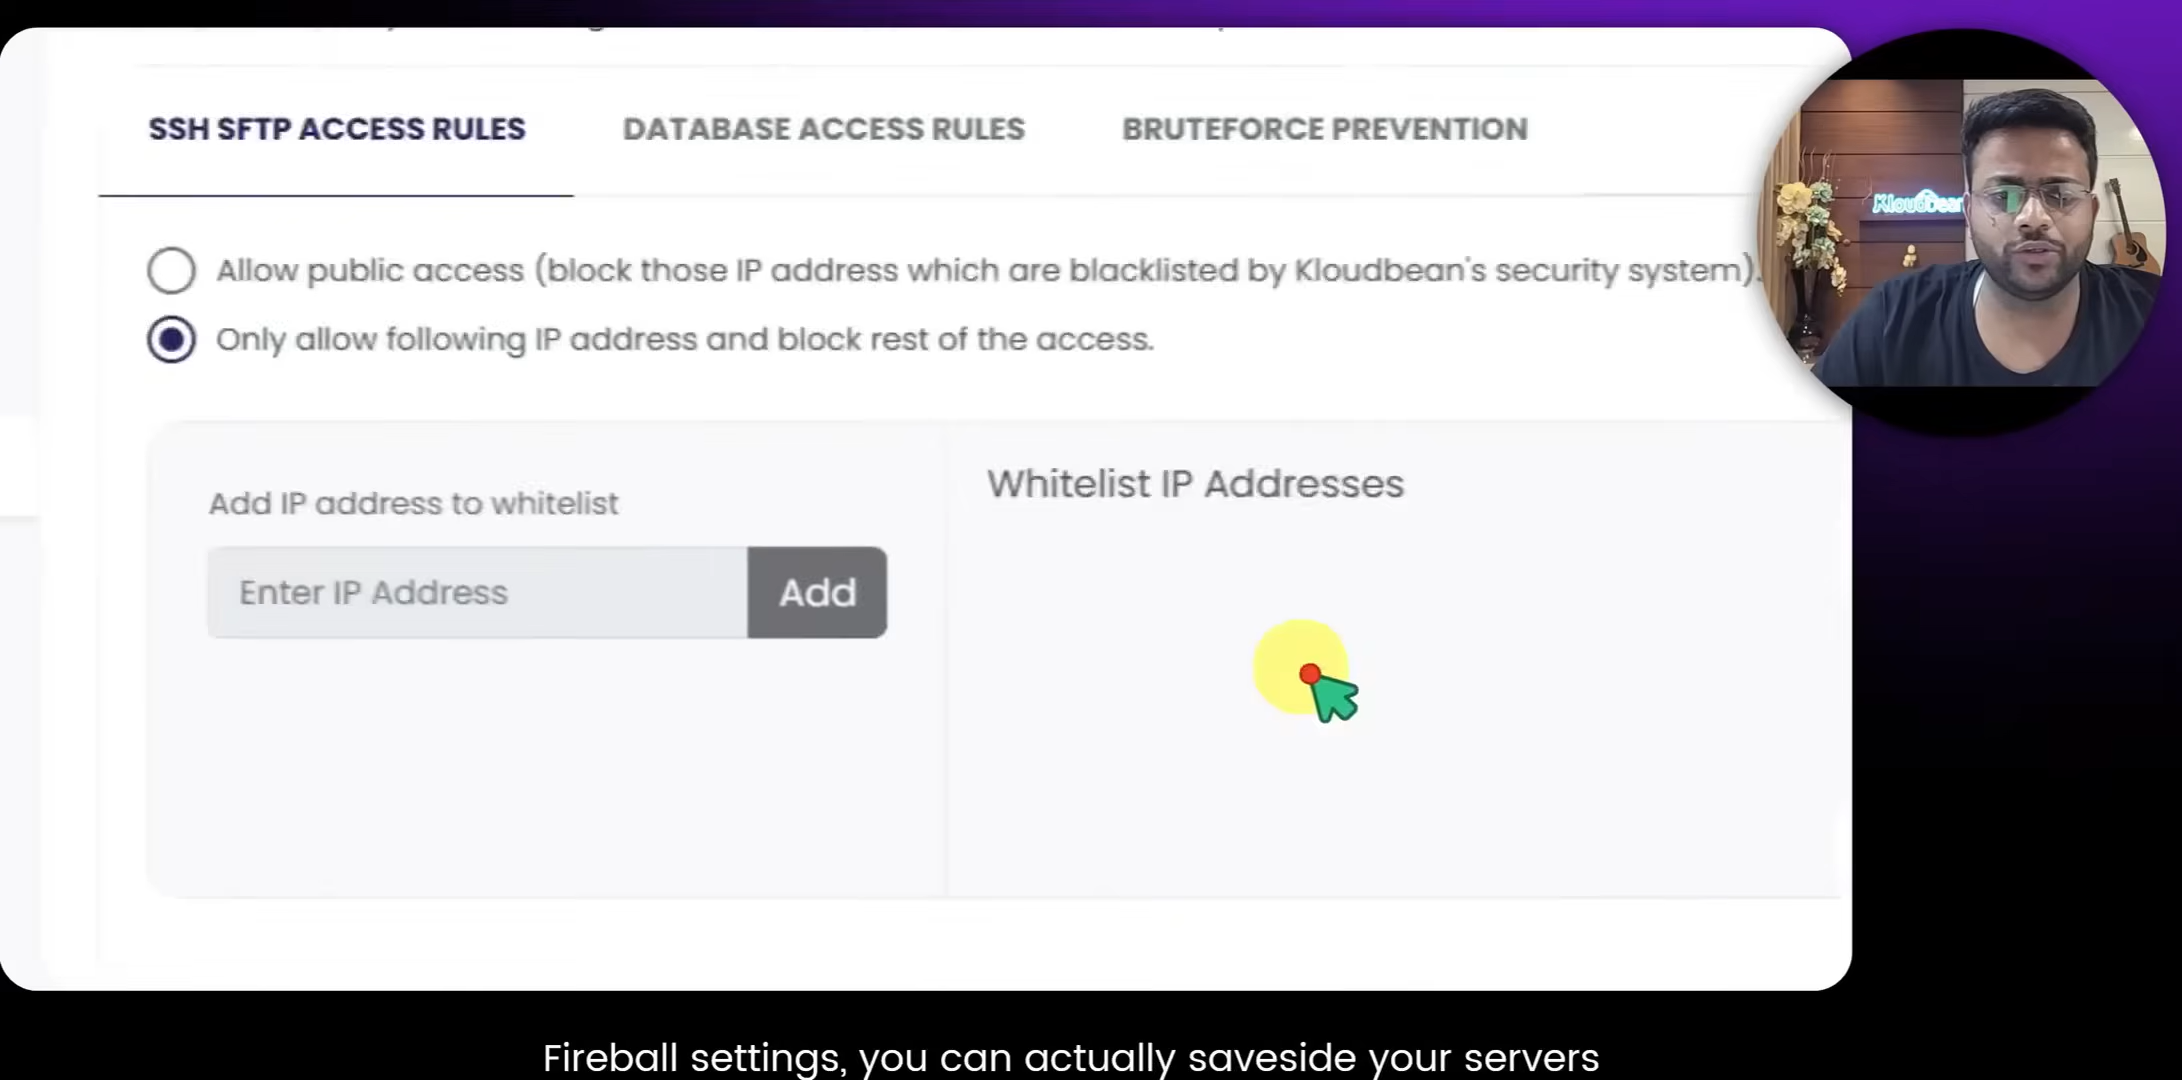 SSH SFTP ACCESS RULES DATABASE ACCESS RULES BRUTEFORCE PREVENTION
Allow public access (block those IP address which are blacklisted by Kloudbean's security system).
Only allow following IP address and block rest of the access.
Whitelist IP Addresses
Add IP address to whitelist
Enter IP Address Add
Kloudbean
Fireball settings, you can actually saveside your servers